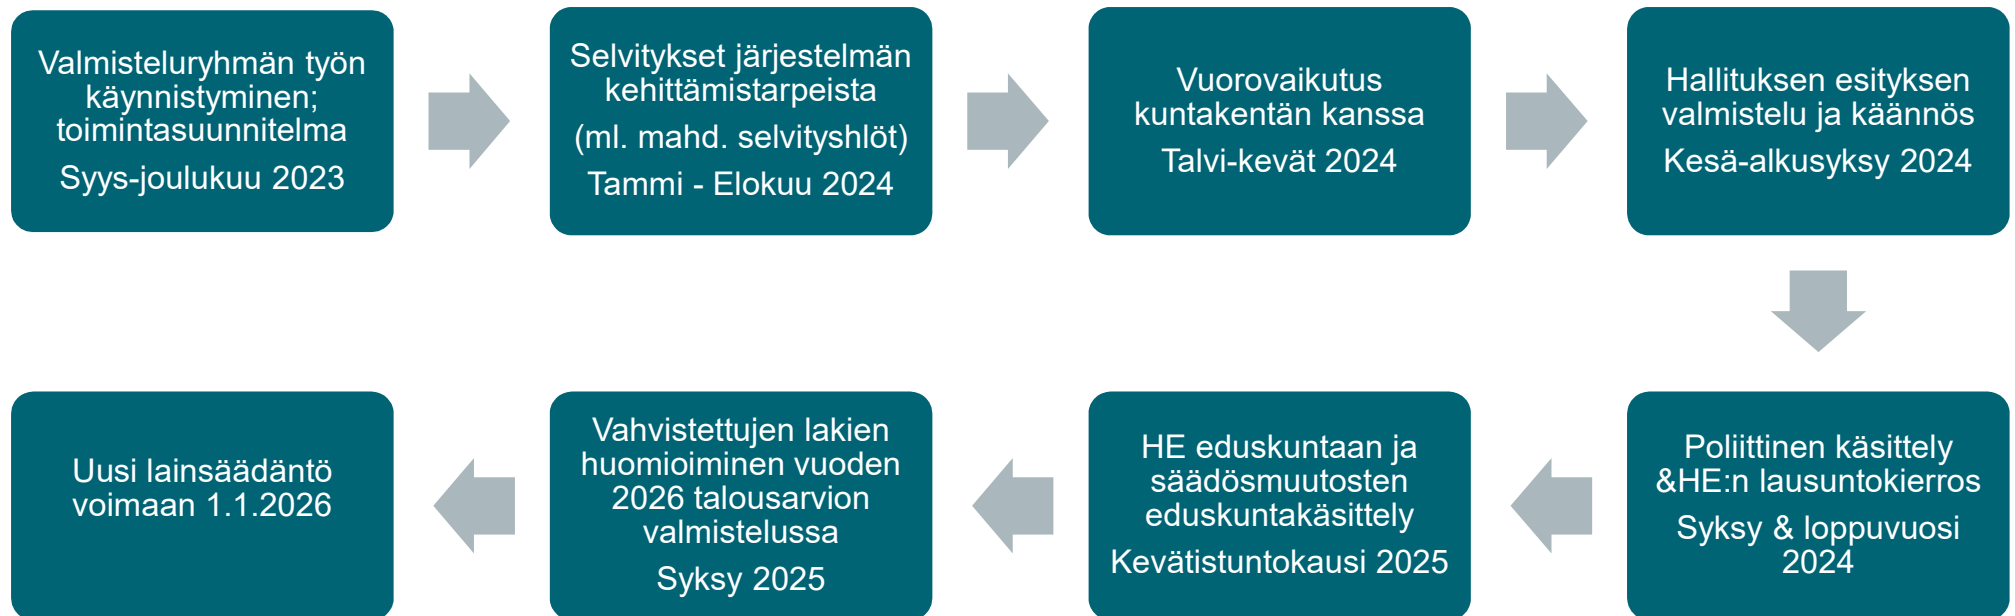 Valmisteluryhmän työn
käynnistyminen;
toimintasuunnitelma
Syys-joulukuu 2023
Selvitykset järjestelmän
kehittämistarpeista
(ml. mahd. selvityshlöt)
Tammi - Elokuu 2024
Vuorovaikutus
kuntakentän kanssa
Talvi-kevät 2024
Hallituksen esityksen
valmistelu ja käännös
Kesä-alkusyksy 2024
Poliittinen käsittely
&HE:n lausuntokierros
Syksy & loppuvuosi
2024
HE eduskuntaan ja
säädösmuutosten
eduskuntakäsittely
Kevätistuntokausi 2025
Vahvistettujen lakien
huomioiminen vuoden
2026 talousarvion
valmistelussa
Syksy 2025
Uusi lainsäädäntö
voimaan 1.1.2026